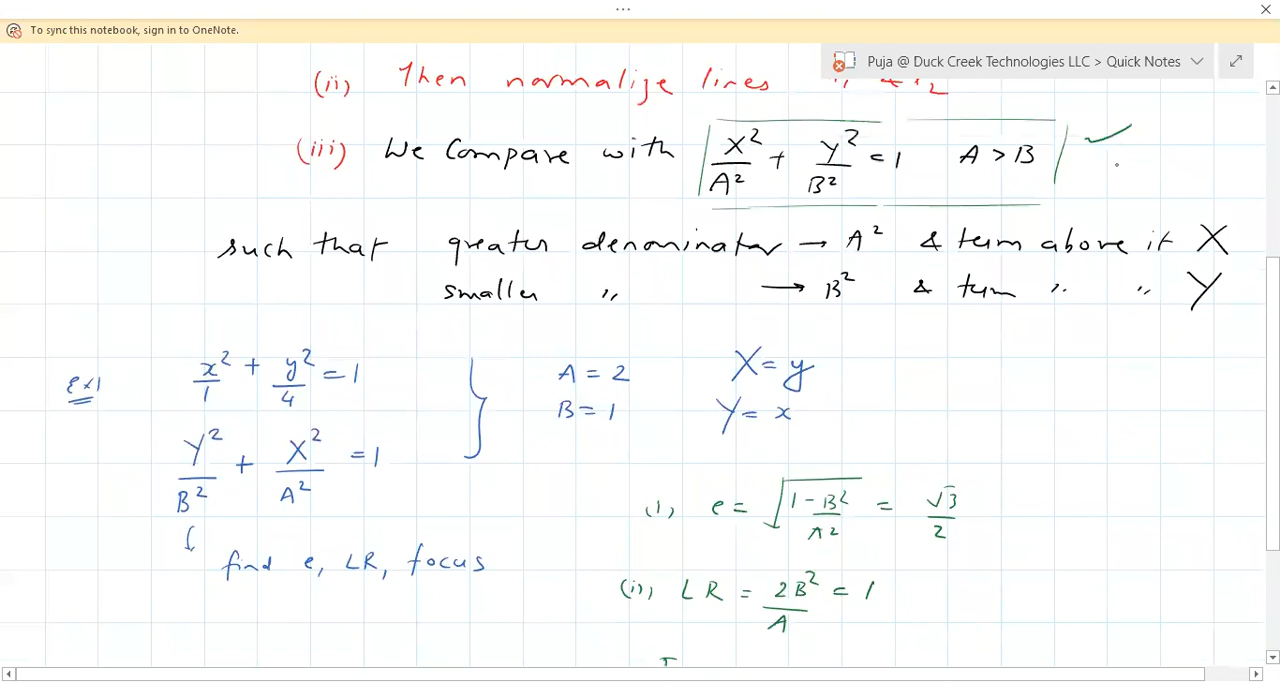 To sync this notebook, sign in to OneNote.
Puja @ Duck Creek Technologies LLC > Quick Notes
(ii) Then normalize lines
(iii) We compare with X²/A² + Y²/B² = 1 A > B
such that greater denominator → A² & term above it X
smaller " → B² & term " " Y
Ex1 x²/1 + y²/4 = 1
Y²/B² + X²/A² = 1
find e, LR, focus
A = 2 X = y
B = 1 Y = x
(i) e = √(1 - B²/A²) = √3/2
(ii) LR = 2B²/A = 1